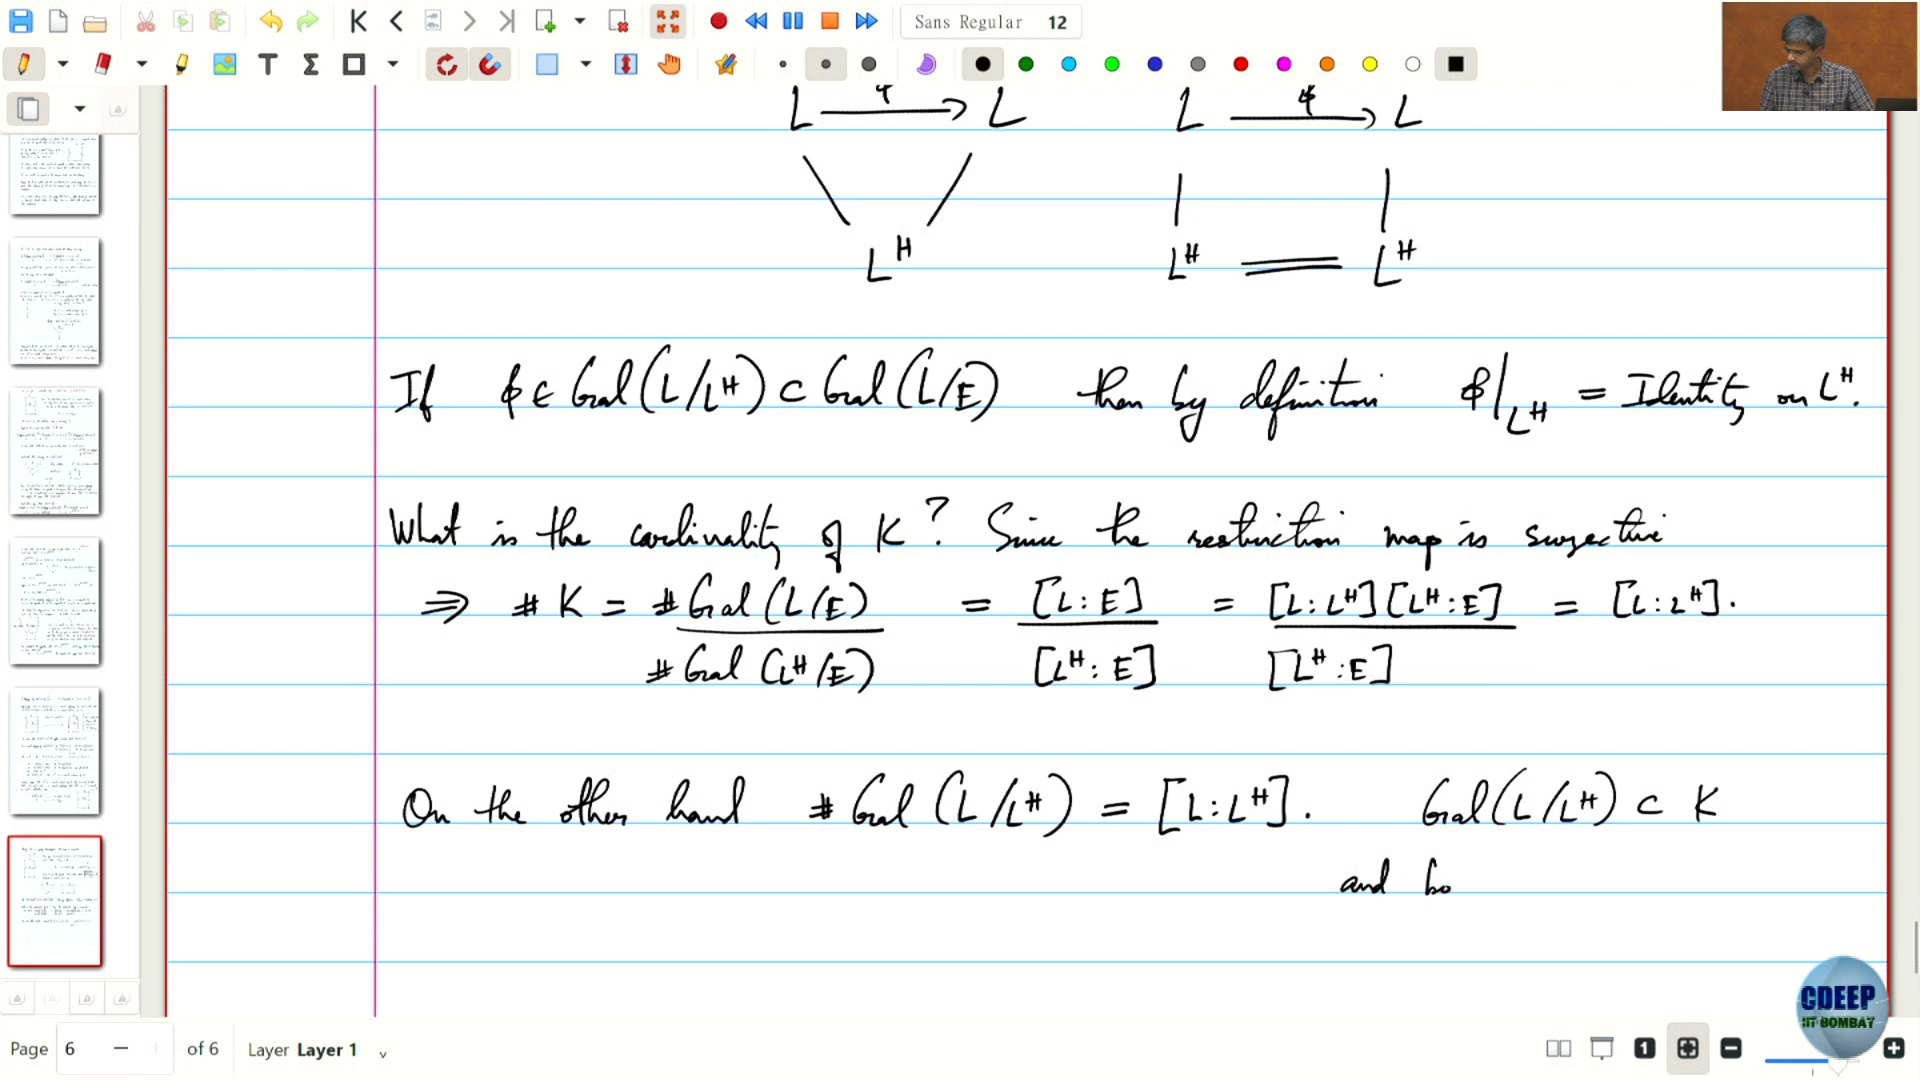 Sans Regular 12
L —φ→ L L —φ→ L
L^H L^H ═ L^H
If φ ∈ Gal(L/L^H) ⊂ Gal(L/E) then by definition φ|_{L^H} = Identity on L^H.
What is the cardinality of K? Since the restriction map is surjective
⇒ # K = #Gal(L/E) / #Gal(L^H/E) = [L:E] / [L^H:E] = [L:L^H][L^H:E] / [L^H:E] = [L:L^H].
On the other hand #Gal(L/L^H) = [L:L^H]. Gal(L/L^H) ⊂ K
and bo
CDEEP
IIT BOMBAY
Page 6 of 6 Layer Layer 1